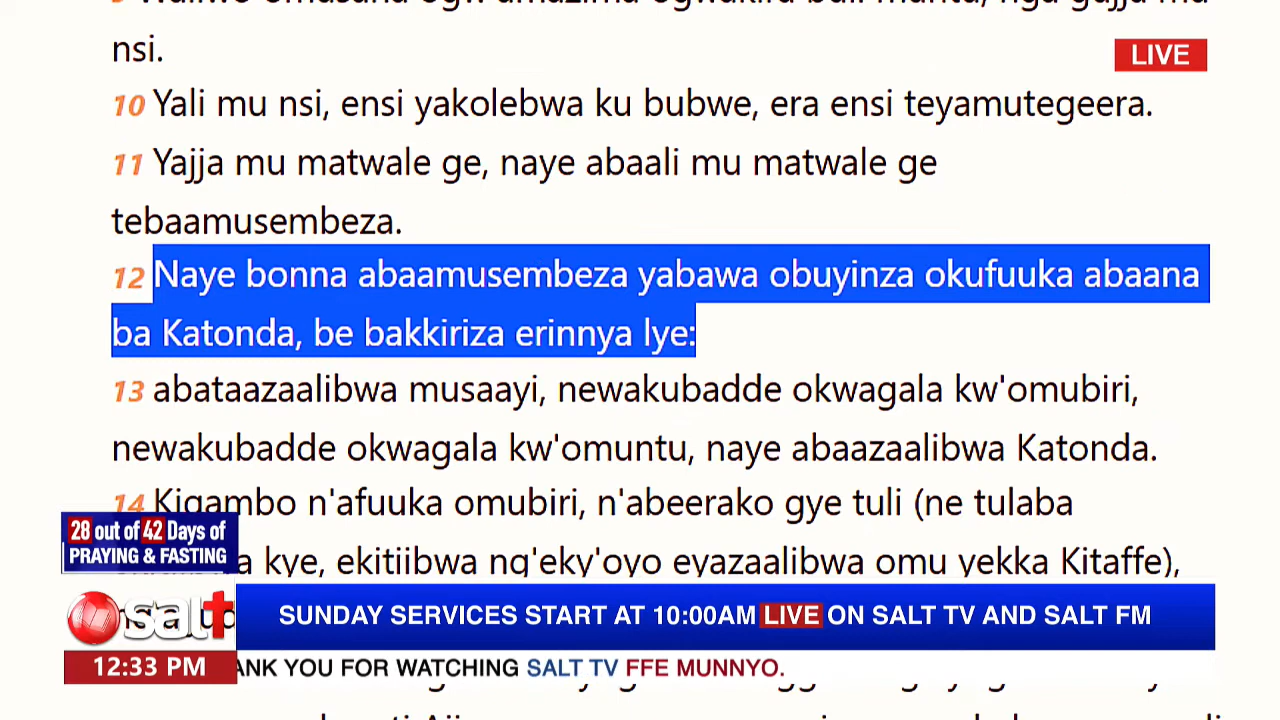 nsi.
LIVE
10 Yali mu nsi, ensi yakolebwa ku bubwe, era ensi teyamutegeera.
11 Yajja mu matwale ge, naye abaali mu matwale ge
tebaamusembeza.
12 Naye bonna abaamusembeza yabawa obuyinza okufuuka abaana
ba Katonda, be bakkiriza erinnya lye:
13 abataazaalibwa musaayi, newakubadde okwagala kw'omubiri,
newakubadde okwagala kw'omuntu, naye abaazaalibwa Katonda.
14 Kigambo n'afuuka omubiri, n'abeerako gye tuli (ne tulaba
kye, ekitiibwa ng'eky'oyo eyazaalibwa omu yekka Kitaffe),
28 out of 42 Days of
PRAYING & FASTING
salt
SUNDAY SERVICES START AT 10:00AM LIVE ON SALT TV AND SALT FM
12:33 PM
YOU FOR WATCHING SALT TV FFE MUNNYO.